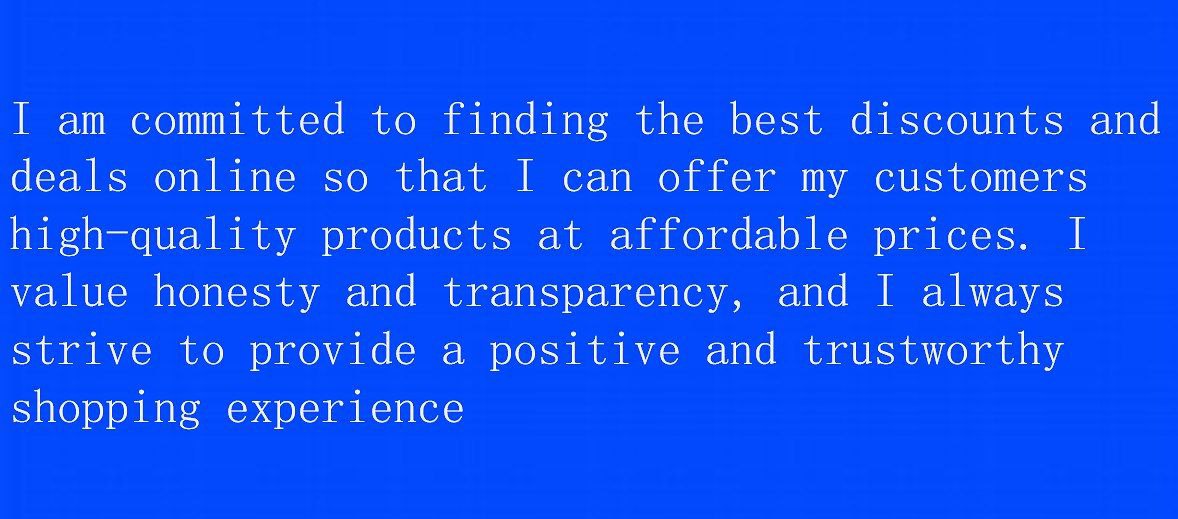 I am committed to finding the best discounts and
deals online so that I can offer my customers
high-quality products at affordable prices. I
value honesty and transparency, and I always
strive to provide a positive and trustworthy
shopping experience